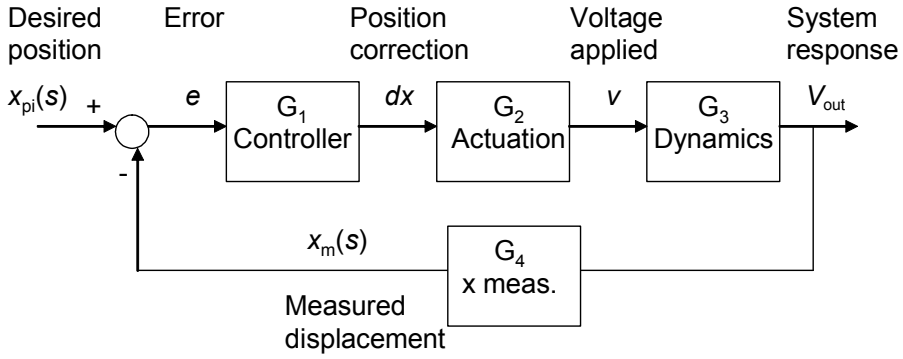 Desired
position
Error
Position
correction
Voltage
applied
System
response
xpi(s)
+
-
e
G1
Controller
dx
G2
Actuation
v
G3
Dynamics
Vout
xm(s)
G4
x meas.
Measured
displacement